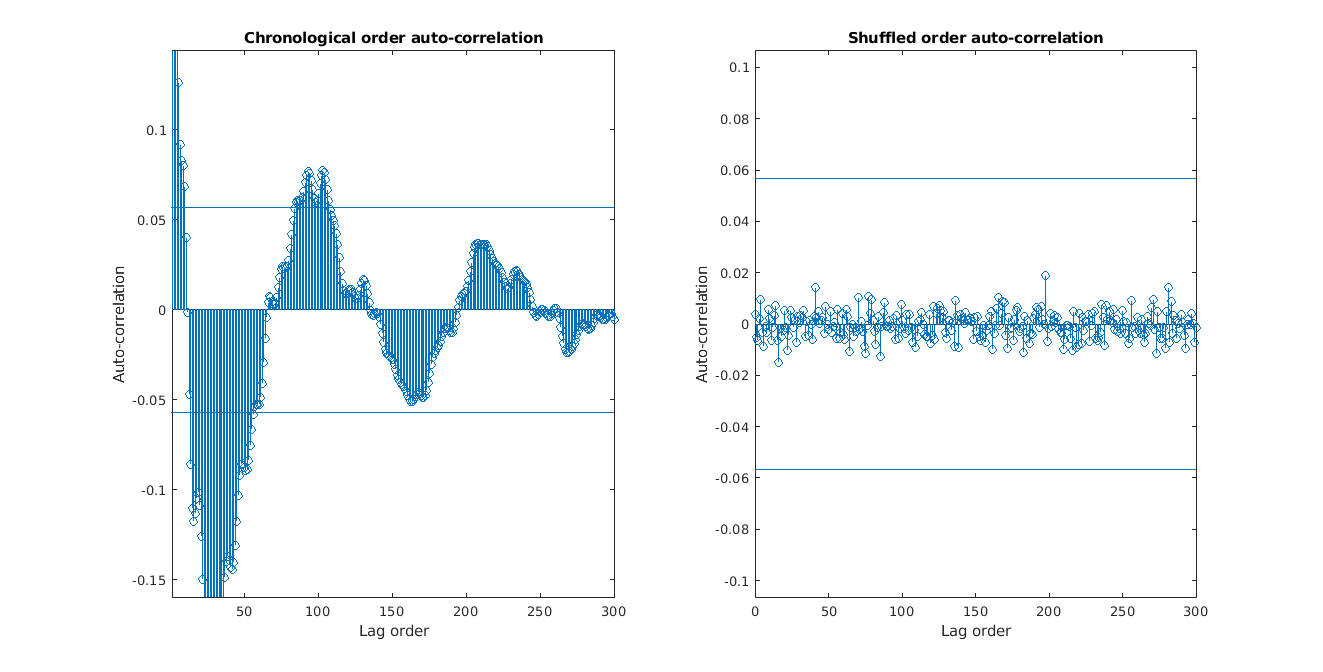 Chronological order auto-correlation
Auto-correlation
0.1
0.05
0
-0.05
-0.1
-0.15
50 100 150 200 250 300
Lag order
Shuffled order auto-correlation
Auto-correlation
0.1
0.08
0.06
0.04
0.02
0
-0.02
-0.04
-0.06
-0.08
-0.1
0 50 100 150 200 250 300
Lag order